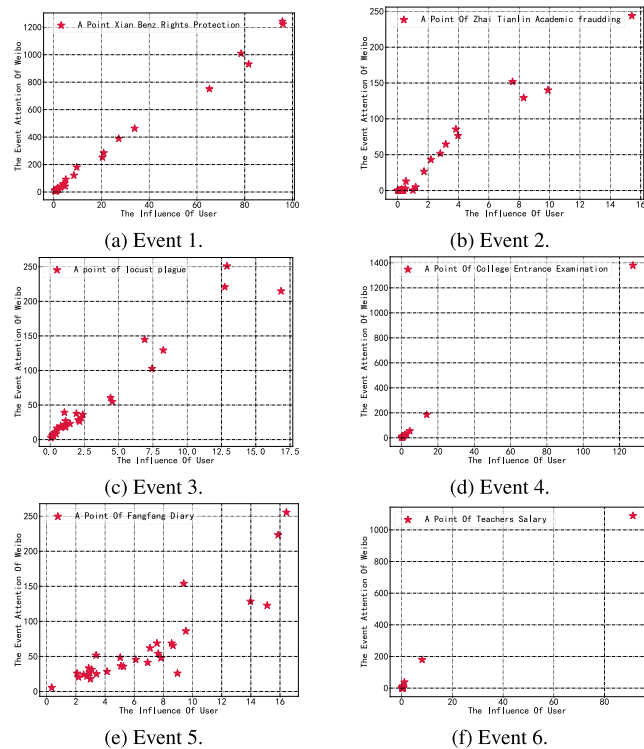 A Point Xian Benz Rights Protection
The Event Attention Of Weibo
1200
1000
800
600
400
200
0
0 20 40 60 80 100
The Influence Of User
(a) Event 1.
A Point Of Zhai Tianlin Academic fraudding
The Event Attention Of Weibo
250
200
150
100
50
0
0 2 4 6 8 10 12 14 16
The Influence Of User
(b) Event 2.
A point of locust plague
The Event Attention Of Weibo
250
200
150
100
50
0
0.0 2.5 5.0 7.5 10.0 12.5 15.0 17.5
The Influence Of User
(c) Event 3.
A Point Of College Entrance Examination
The Event Attention Of Weibo
1400
1200
1000
800
600
400
200
0
0 20 40 60 80 100 120
The Influence Of User
(d) Event 4.
A Point Of Fangfang Diary
The Event Attention Of Weibo
250
200
150
100
50
0
0 2 4 6 8 10 12 14 16
The Influence Of User
(e) Event 5.
A Point Of Teachers Salary
The Event Attention Of Weibo
1000
800
600
400
200
0
0 20 40 60 80
The Influence Of User
(f) Event 6.